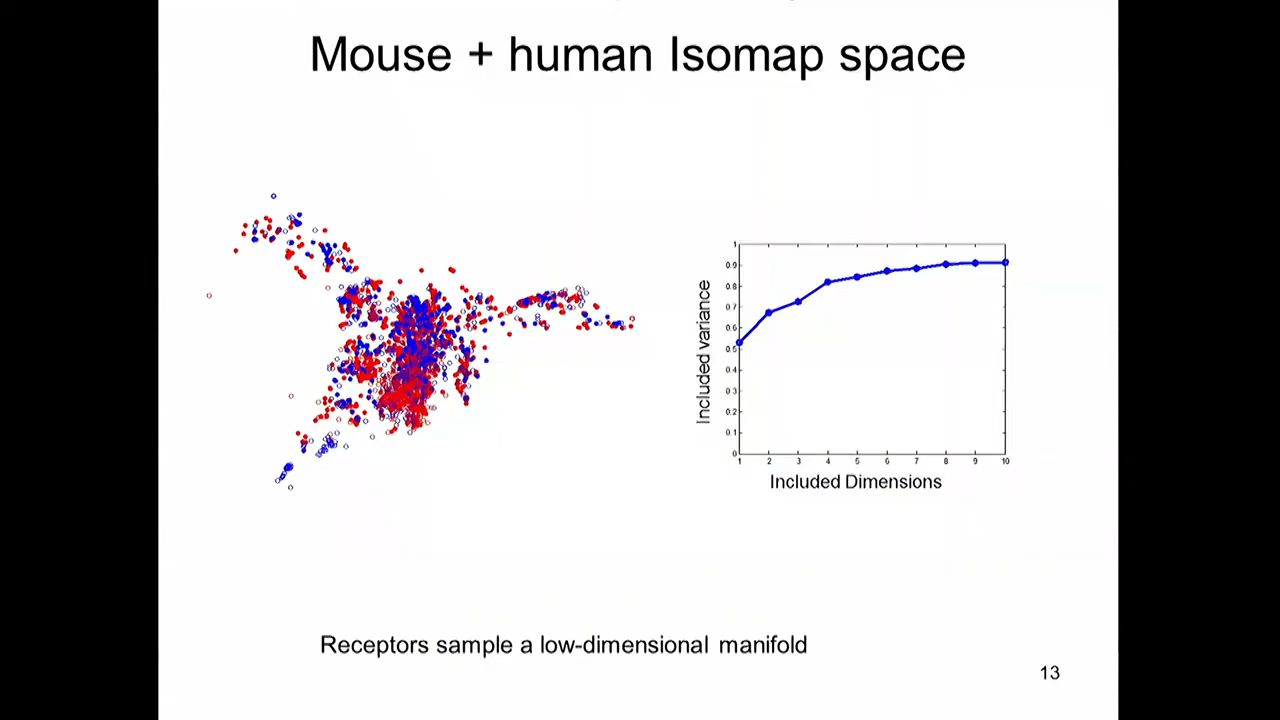 Mouse + human Isomap space
Included variance
1
0.9
0.8
0.7
0.6
0.5
0.4
0.3
0.2
0.1
0
1 2 3 4 5 6 7 8 9 10
Included Dimensions
Receptors sample a low-dimensional manifold
13